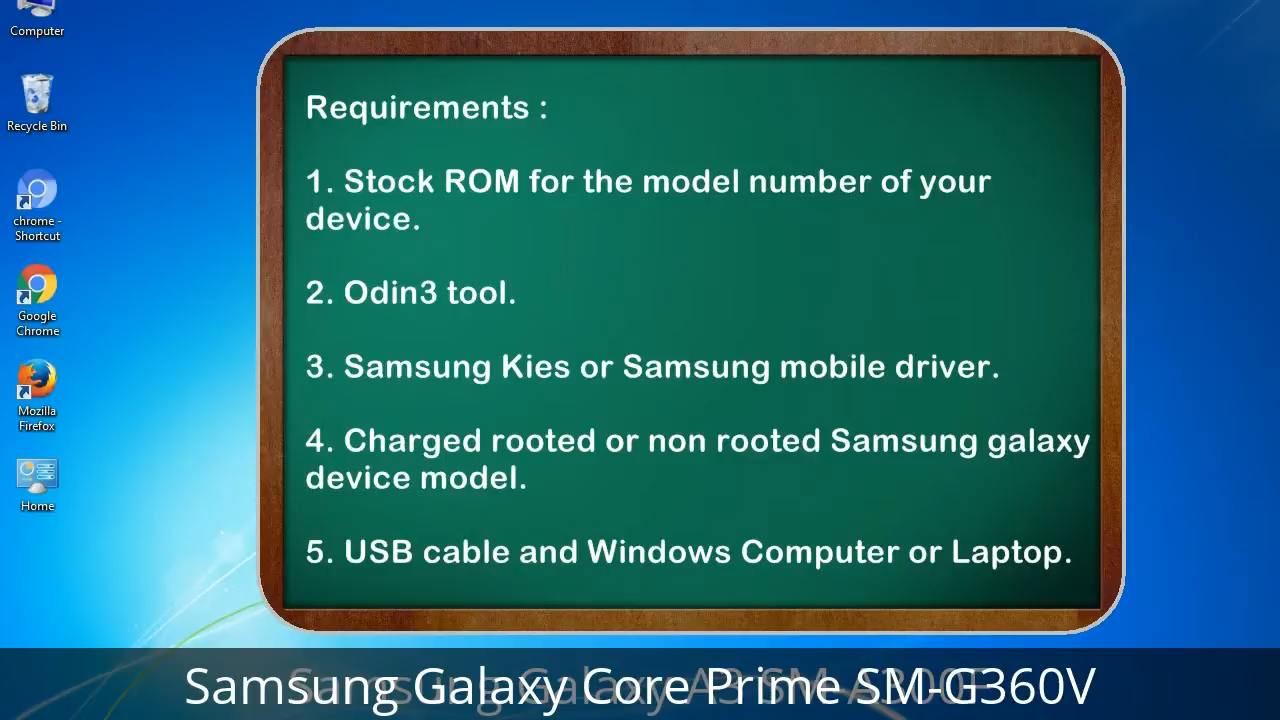 Computer
Recycle Bin
chrome -
Shortcut
Google
Chrome
Mozilla
Firefox
Home
Requirements :
1. Stock ROM for the model number of your
device.
2. Odin3 tool.
3. Samsung Kies or Samsung mobile driver.
4. Charged rooted or non rooted Samsung galaxy
device model.
5. USB cable and Windows Computer or Laptop.
Samsung Galaxy Core Prime SM-G360V